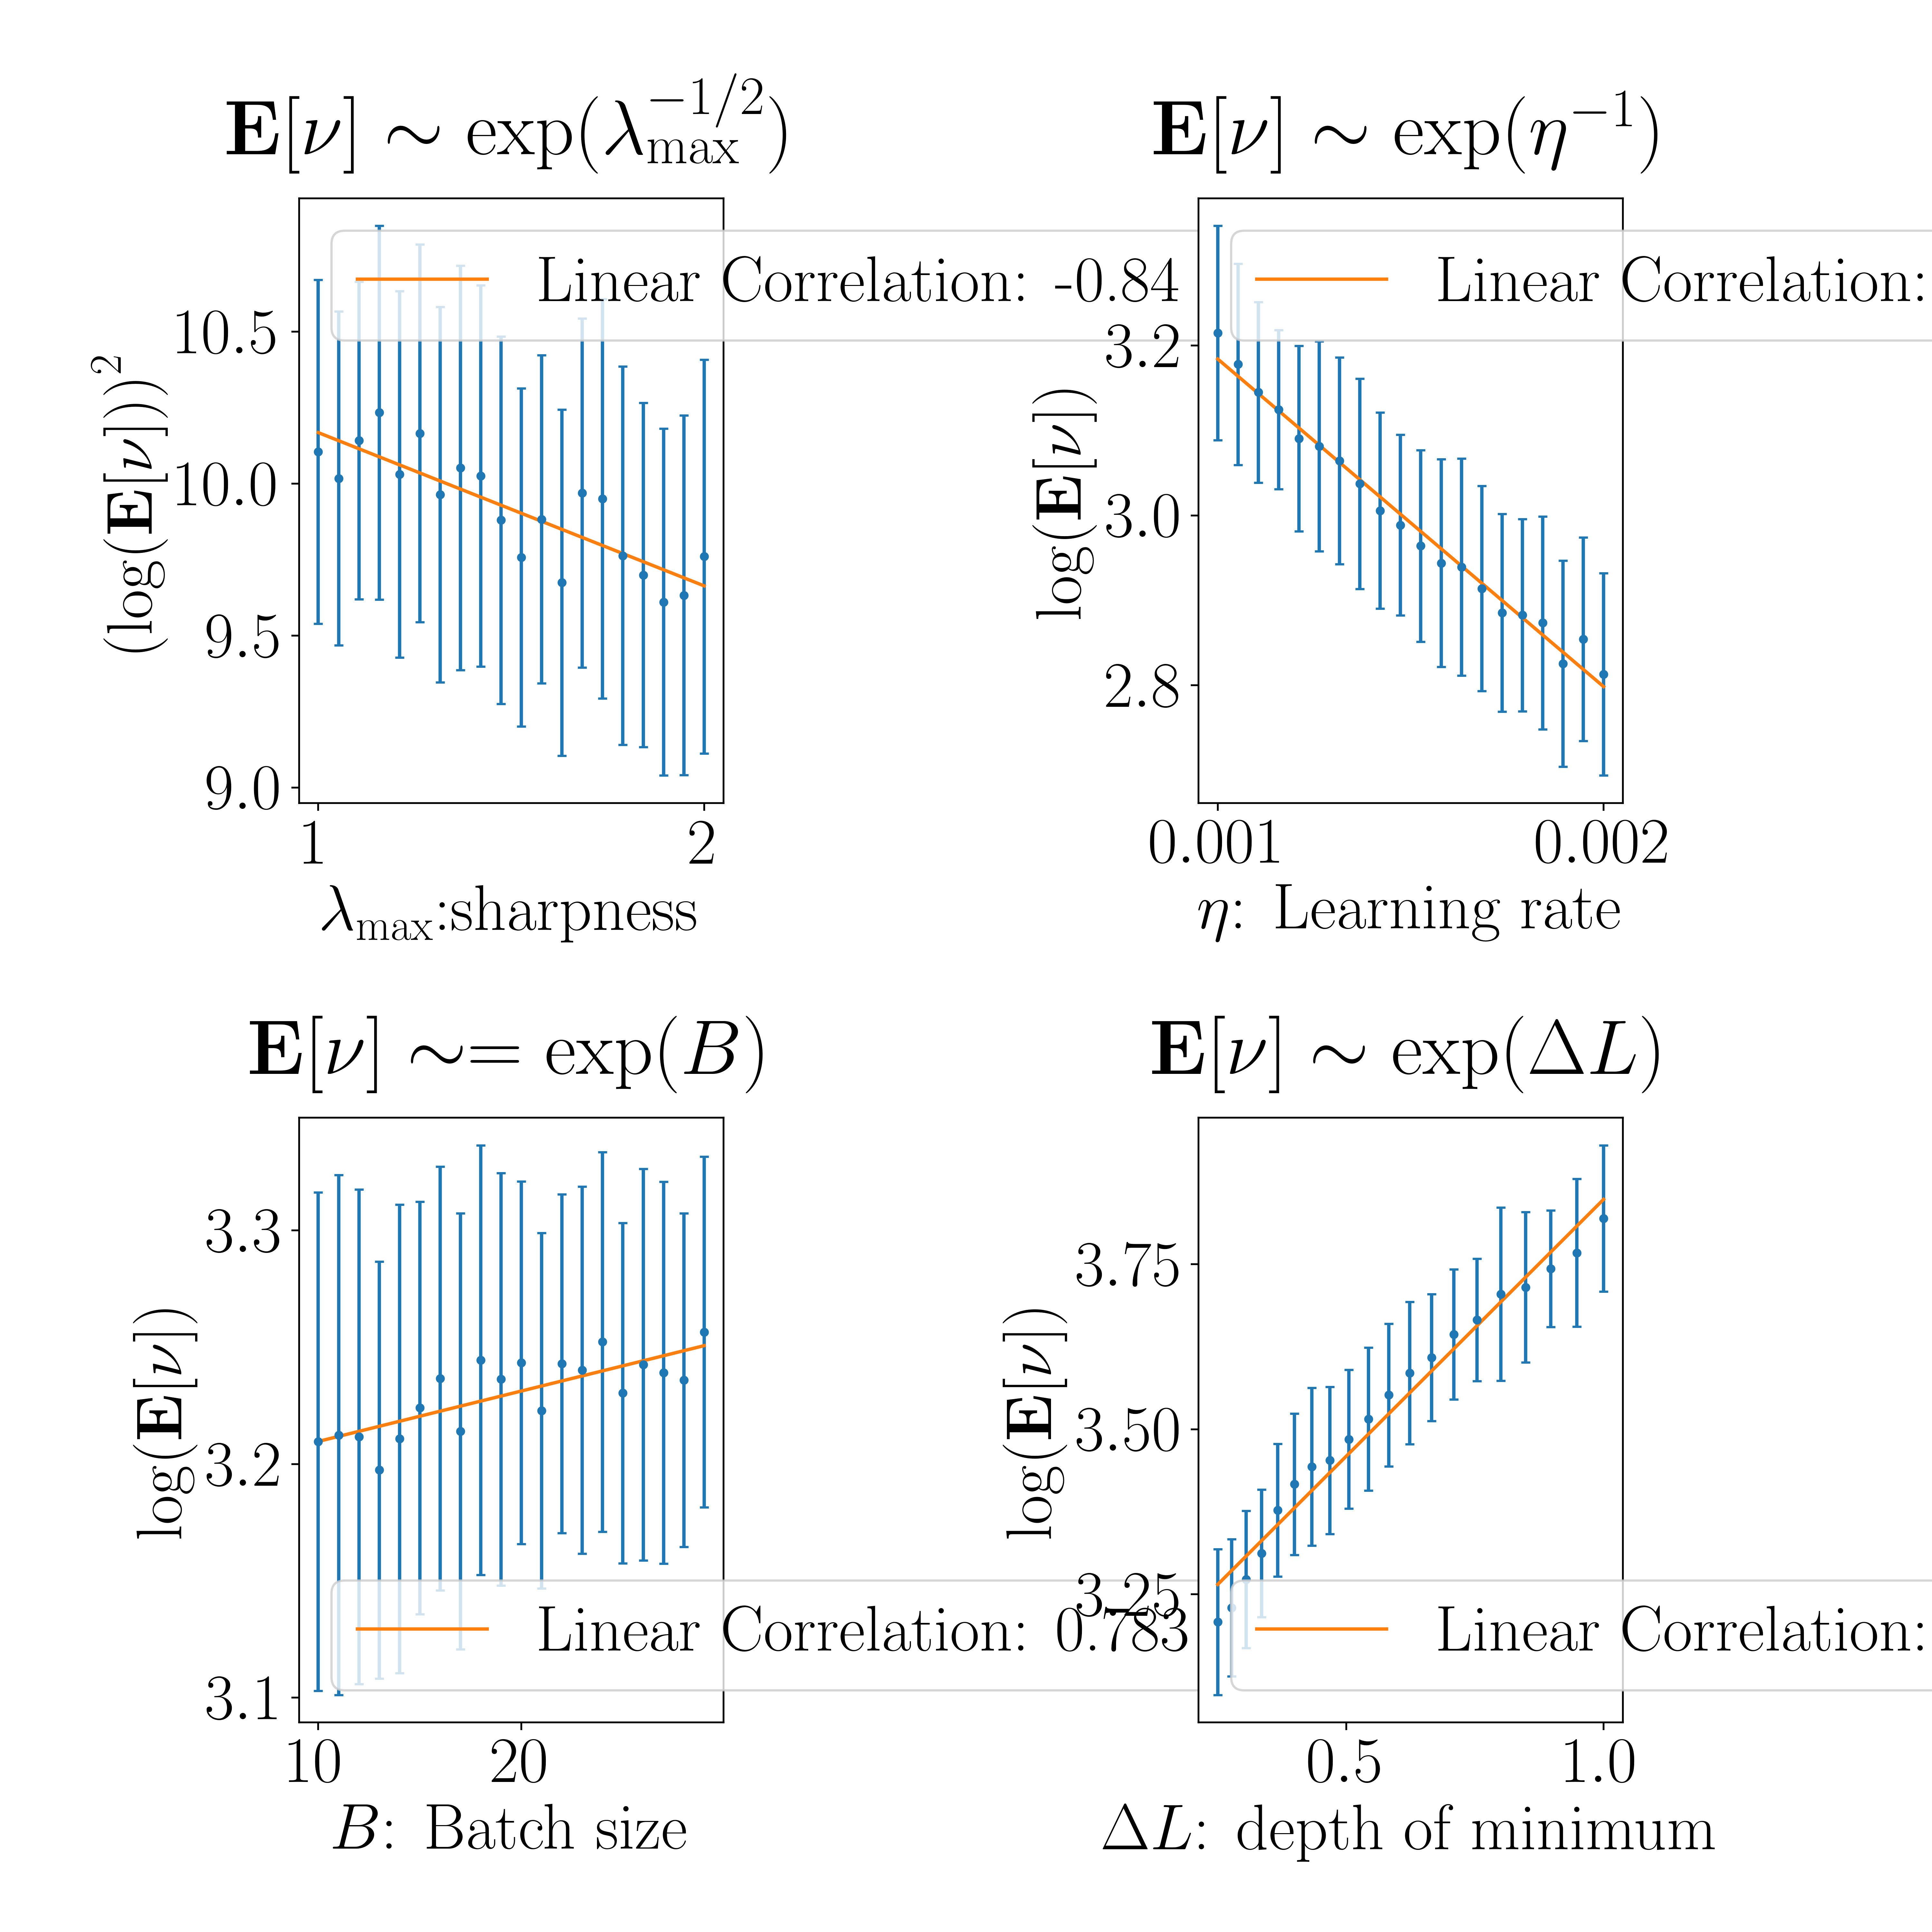 E[ν] ∼ exp(λ_max^{−1/2})
Linear Correlation: -0.84
(log(E[ν]))²
10.5
10.0
9.5
9.0
1 2
λ_max:sharpness
E[ν] ∼ exp(η^{−1})
Linear Correlation:
log(E[ν])
3.2
3.0
2.8
0.001 0.002
η: Learning rate
E[ν] ∼= exp(B)
log(E[ν])
3.3
3.2
3.1
Linear Correlation:
10 20
B: Batch size
E[ν] ∼ exp(ΔL)
log(E[ν])
3.75
3.50
3.25
Linear Correlation:
0.5 1.0
ΔL: depth of minimum